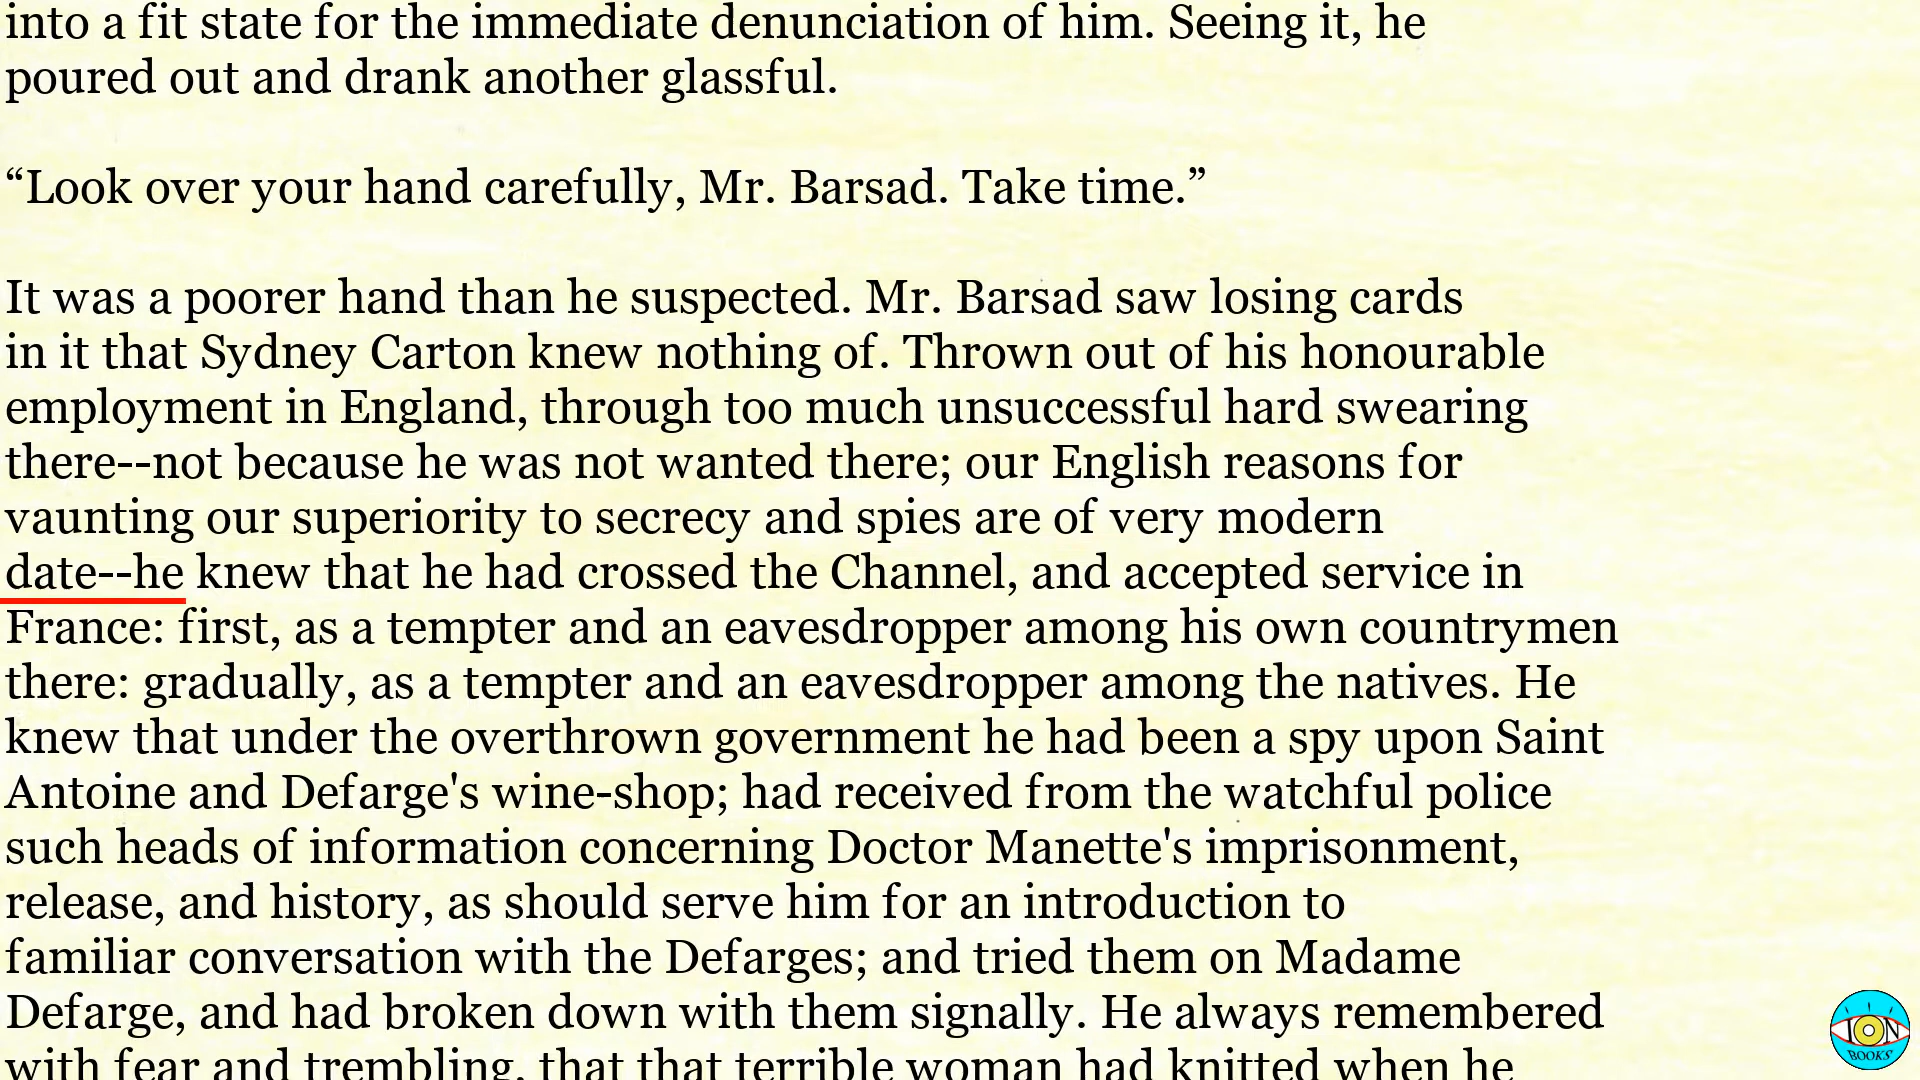 into a fit state for the immediate denunciation of him. Seeing it, he
poured out and drank another glassful.
“Look over your hand carefully, Mr. Barsad. Take time.”
It was a poorer hand than he suspected. Mr. Barsad saw losing cards
in it that Sydney Carton knew nothing of. Thrown out of his honourable
employment in England, through too much unsuccessful hard swearing
there--not because he was not wanted there; our English reasons for
vaunting our superiority to secrecy and spies are of very modern
date--he knew that he had crossed the Channel, and accepted service in
France: first, as a tempter and an eavesdropper among his own countrymen
there: gradually, as a tempter and an eavesdropper among the natives. He
knew that under the overthrown government he had been a spy upon Saint
Antoine and Defarge's wine-shop; had received from the watchful police
such heads of information concerning Doctor Manette's imprisonment,
release, and history, as should serve him for an introduction to
familiar conversation with the Defarges; and tried them on Madame
Defarge, and had broken down with them signally. He always remembered
with fear and trembling, that that terrible woman had knitted when he
ION
BOOKS